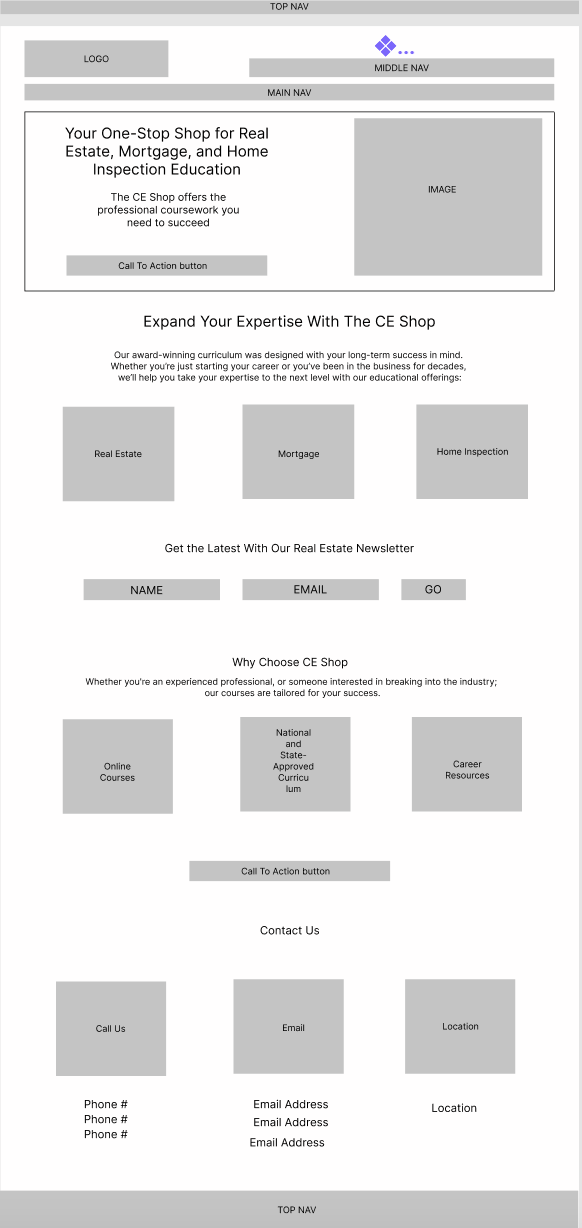 TOP NAV
LOGO
MIDDLE NAV
MAIN NAV
Your One-Stop Shop for Real
Estate, Mortgage, and Home
Inspection Education
The CE Shop offers the
professional coursework you
need to succeed
IMAGE
Call To Action button
Expand Your Expertise With The CE Shop
Our award-winning curriculum was designed with your long-term success in mind.
Whether you're just starting your career or you've been in the business for decades,
we'll help you take your expertise to the next level with our educational offerings:
Real Estate
Mortgage
Home Inspection
Get the Latest With Our Real Estate Newsletter
NAME
EMAIL
GO
Why Choose CE Shop
Whether you're an experienced professional, or someone interested in breaking into the industry;
our courses are tailored for your success.
Online
Courses
National
and
State-
Approved
Curricu
lum
Career
Resources
Call To Action button
Contact Us
Call Us
Email
Location
Phone #
Phone #
Phone #
Email Address
Email Address
Email Address
Location
TOP NAV